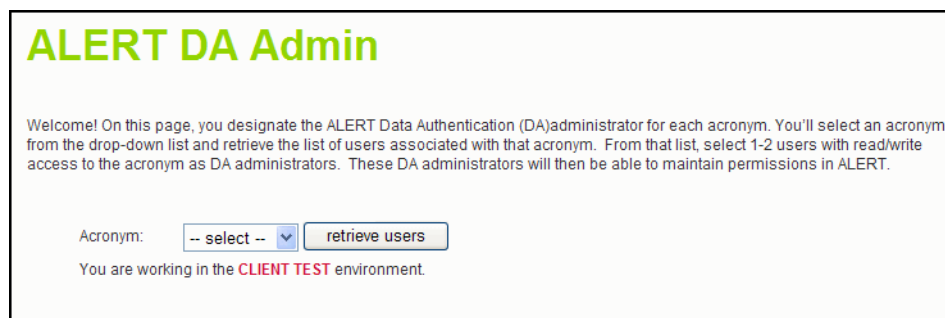 ALERT DA Admin
Welcome! On this page, you designate the ALERT Data Authentication (DA)administrator for each acronym. You'll select an acronym
from the drop-down list and retrieve the list of users associated with that acronym.  From that list, select 1-2 users with read/write
access to the acronym as DA administrators.  These DA administrators will then be able to maintain permissions in ALERT.
Acronym: -- select -- retrieve users
You are working in the CLIENT TEST environment.